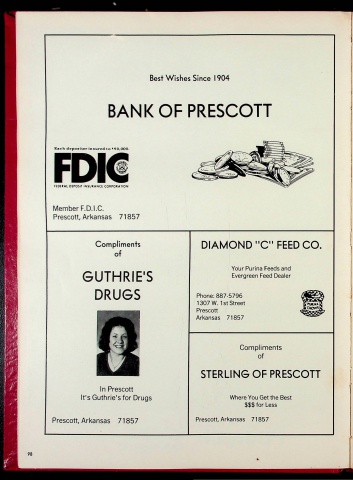 Best Wishes Since 1904
BANK OF PRESCOTT
Each depositor insured to $40,000
FDIC
FEDERAL DEPOSIT INSURANCE CORPORATION
Member F.D.I.C.
Prescott, Arkansas 71857
Compliments
of
GUTHRIE'S
DRUGS
In Prescott
It's Guthrie's for Drugs
Prescott, Arkansas 71857
DIAMOND "C" FEED CO.
Your Purina Feeds and
Evergreen Feed Dealer
Phone: 887-5796
1307 W. 1st Street
Prescott
Arkansas 71857
PURINA
CHOWS
Compliments
of
STERLING OF PRESCOTT
Where You Get the Best
$$$ for Less
Prescott, Arkansas 71857
98